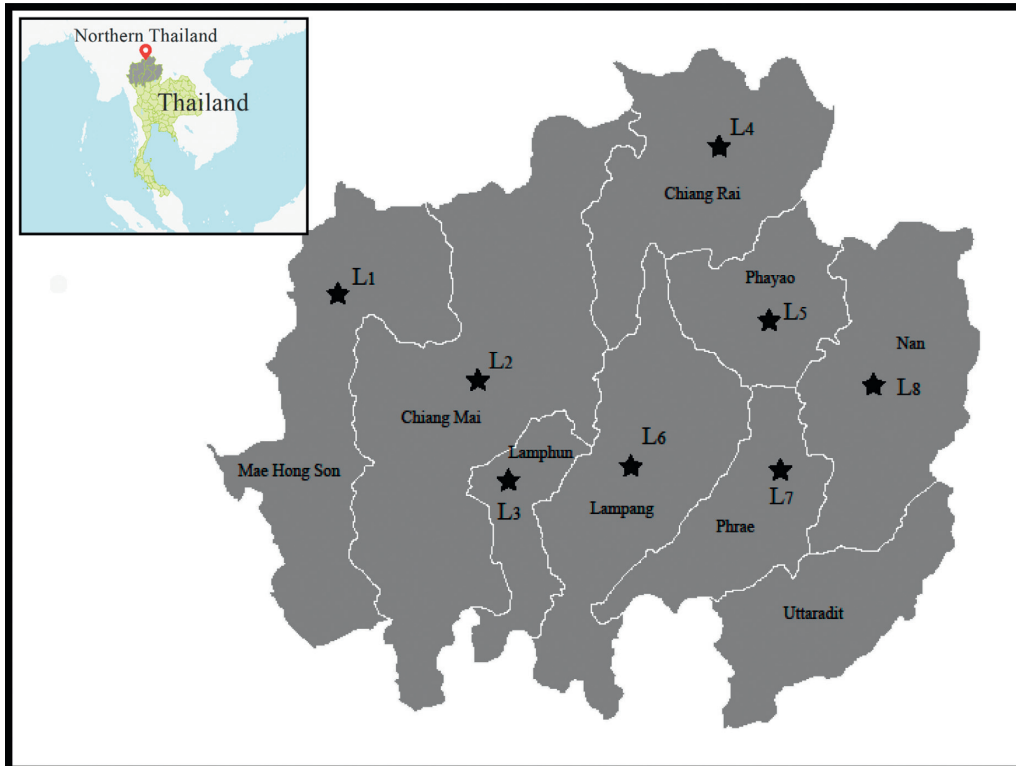 Northern Thailand
Thailand
L4
Chiang Rai
L1
Phayao
L5
Nan
L2
L8
Chiang Mai
L6
Lamphun
Mae Hong Son
L7
L3
Lampang
Phrae
Uttaradit